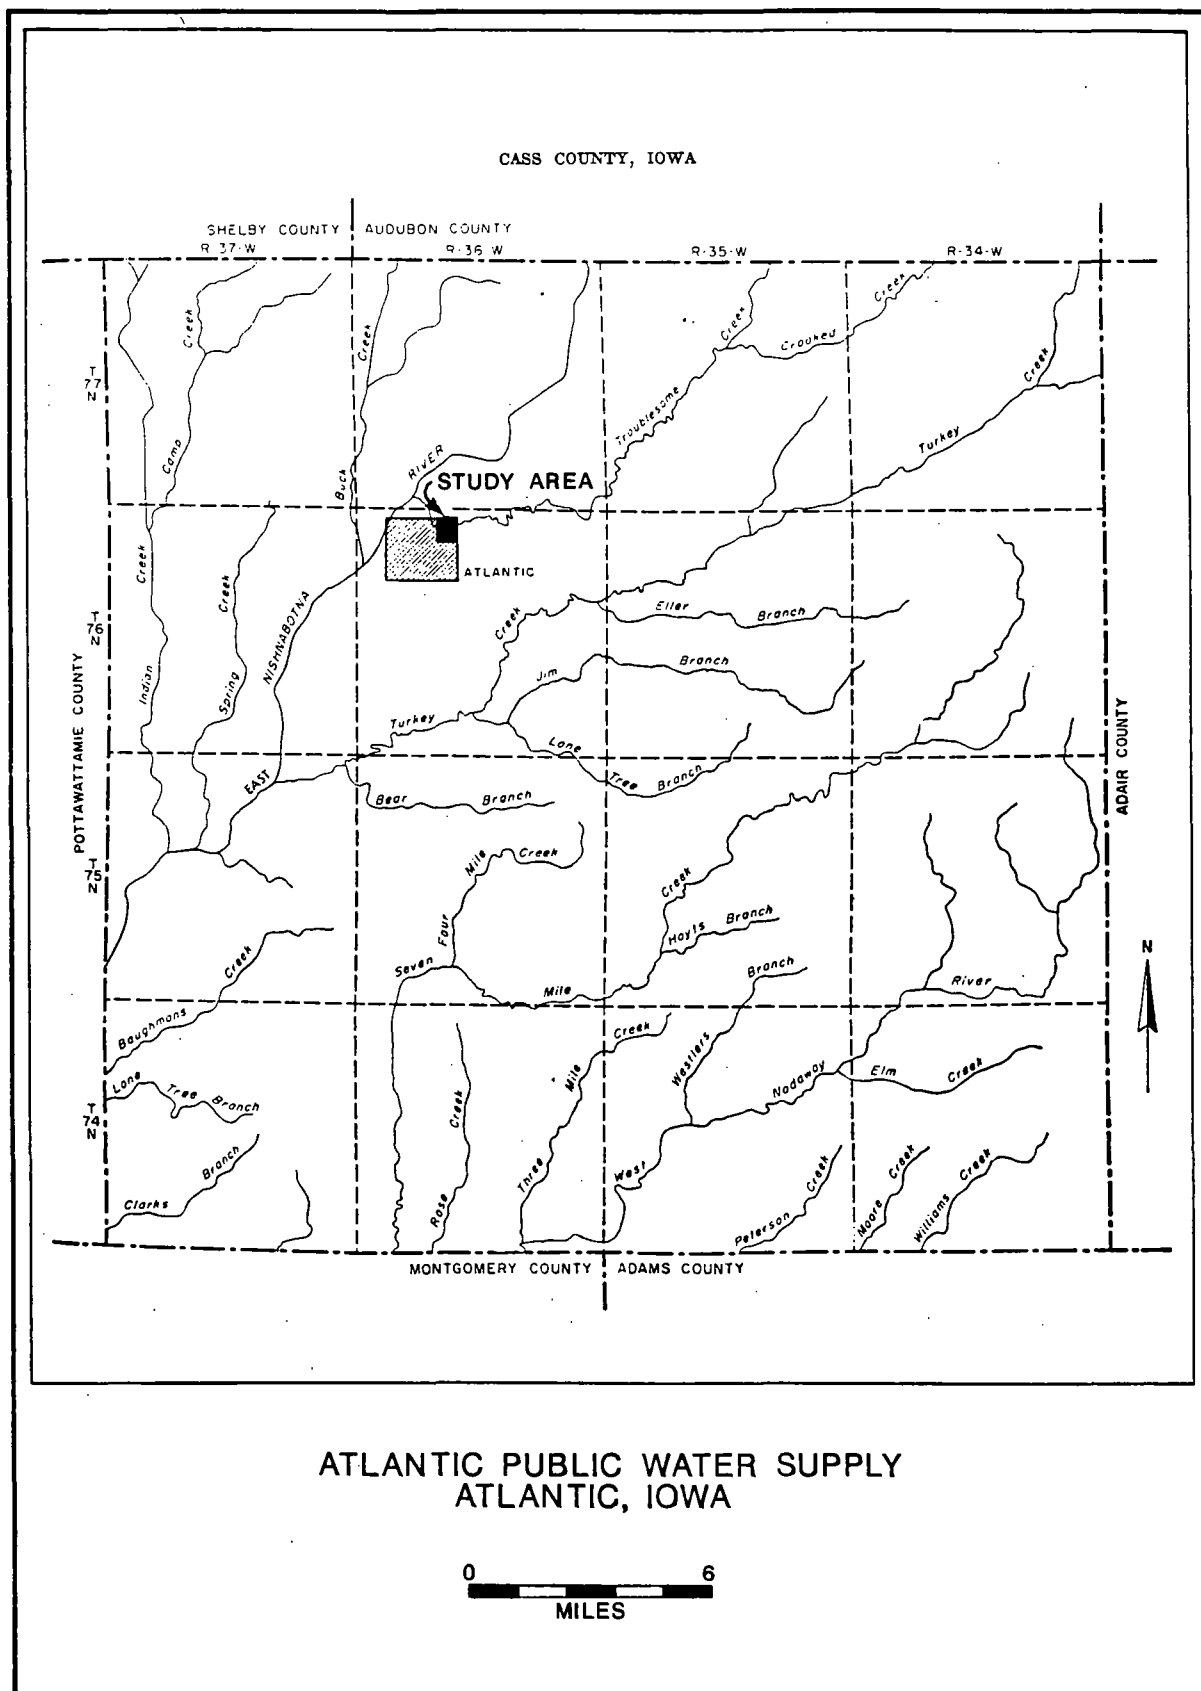 CASS COUNTY, IOWA
SHELBY COUNTY
AUDUBON COUNTY
R-37-W
R-36 W
R-35-W
R-34-W
T
77
N
Creek
Camp
Creek
Buck
RIVER
STUDY AREA
Troublesome
Creek
Crooked
Creek
Turkey
Creek
ATLANTIC
T
76
N
POTTAWATTAMIE COUNTY
ADAIR COUNTY
Indian
Creek
Spring
Creek
NISHNABOTNA
EAST
Turkey
Creek
Eller
Branch
Jim
Branch
Lone
Tree
Branch
Bear
Branch
T
75
N
Four
Mile
Creek
Seven
Mile
Creek
Hoyts
Branch
Branch
Westlers
River
Nodaway
West
Elm
Creek
N
Baughmans
Creek
Lone
Tree
Branch
T
74
N
Clarks
Branch
Rose
Creek
Three
Mile
Creek
Peterson
Creek
Moore
Creek
Williams
Creek
MONTGOMERY COUNTY
ADAMS COUNTY
ATLANTIC PUBLIC WATER SUPPLY
ATLANTIC, IOWA
0
6
MILES